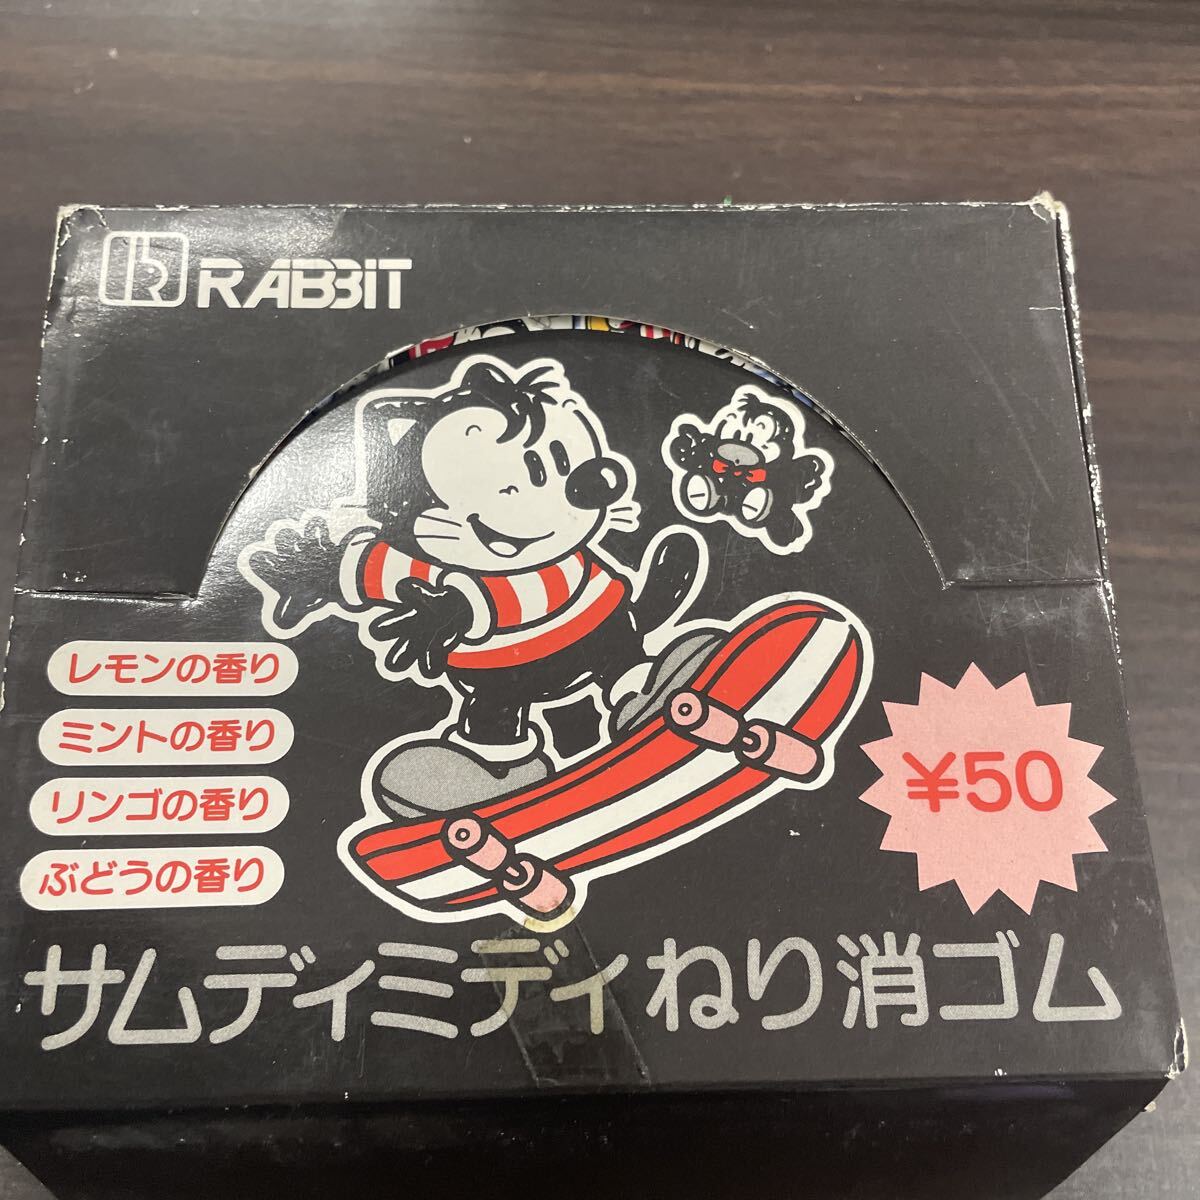 RABBIT
レモンの香り
ミントの香り
リンゴの香り
ぶどうの香り
¥50
サムディミディねり消ゴム